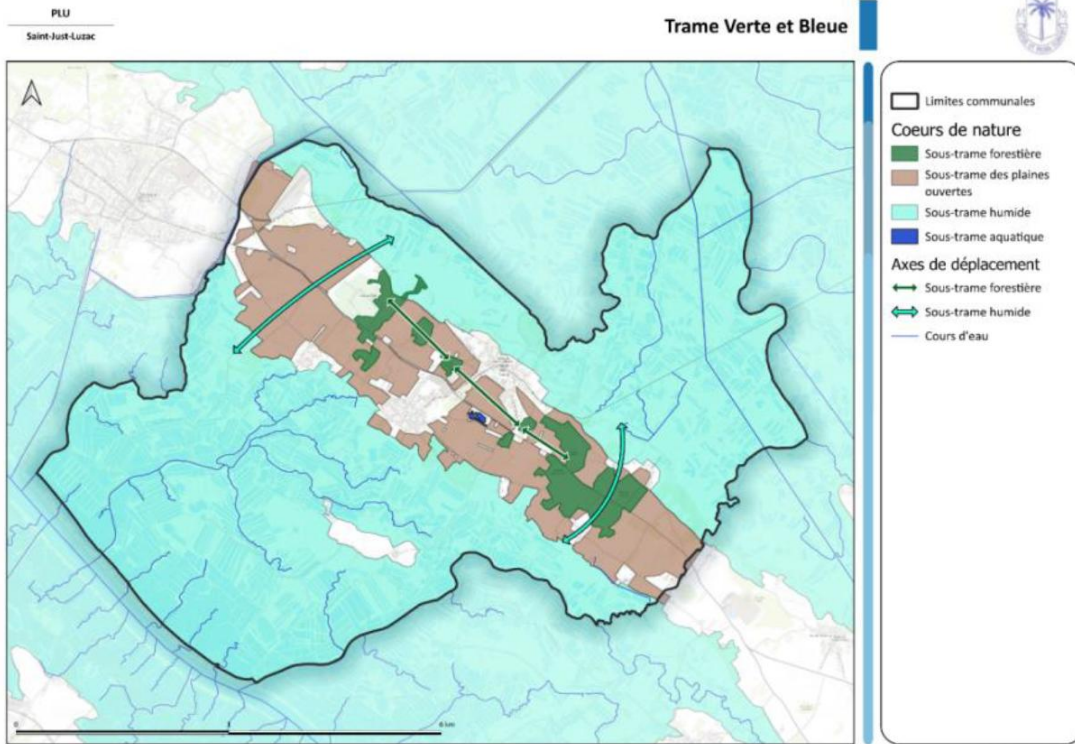 PLU
Saint-Just-Luzac
Trame Verte et Bleue
Limites communales
Coeurs de nature
Sous-trame forestière
Sous-trame des plaines
ouvertes
Sous-trame humide
Sous-trame aquatique
Axes de déplacement
Sous-trame forestière
Sous-trame humide
Cours d'eau
0
6 km